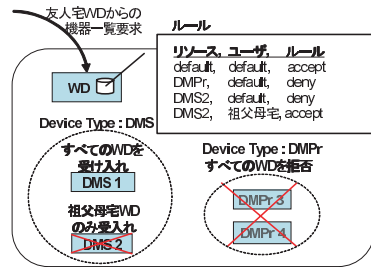 友人宅WDからの
機器一覧要求
ルール
リソース, ユーザ, ルール
default, default, accept
DMPr, default, deny
DMS2, default, deny
DMS2, 祖父母宅, accept
WD
Device Type : DMS
すべてのWDを
受け入れ
DMS 1
祖父母宅WD
のみ受入れ
DMS 2
Device Type : DMPr
すべてのWDを拒否
DMPr 3
DMPr 4